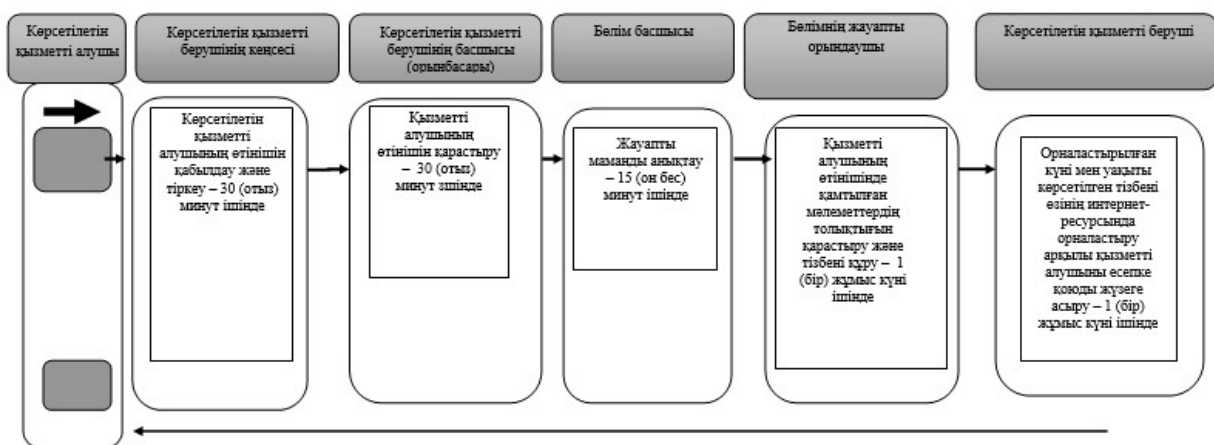 Көрсетілетін
қызметті алушы
Көрсетілетін қызметті
берушінің кеңсесі
Көрсетілетін қызметті
берушінің басшысы
(орынбасары)
Бөлім басшысы
Бөлімнің жауапты
орындаушы
Көрсетілетін қызметті беруші
Көрсетілетін
қызметті
алушының өтінішін
қабылдау және
тіркеу – 30 (отыз)
минут ішінде
Қызметті
алушының
өтінішін қарастыру
– 30 (отыз)
минут ішінде
Жауапты
маманды анықтау
– 15 (он бес)
минут ішінде
Қызметті
алушының
өтінішінде
қамтылған
мәлеметтердің
толықтығын
қарастыру және
тізбені құру – 1
(бір) жұмыс күні
ішінде
Орналастырылған
күні мен уақыты
көрсетілген тізбені
өзінің интернет-
ресурсында
орналастыру
арқылы қызметті
алушыны есепке
қоюды жүзеге
асыру – 1 (бір)
жұмыс күні ішінде